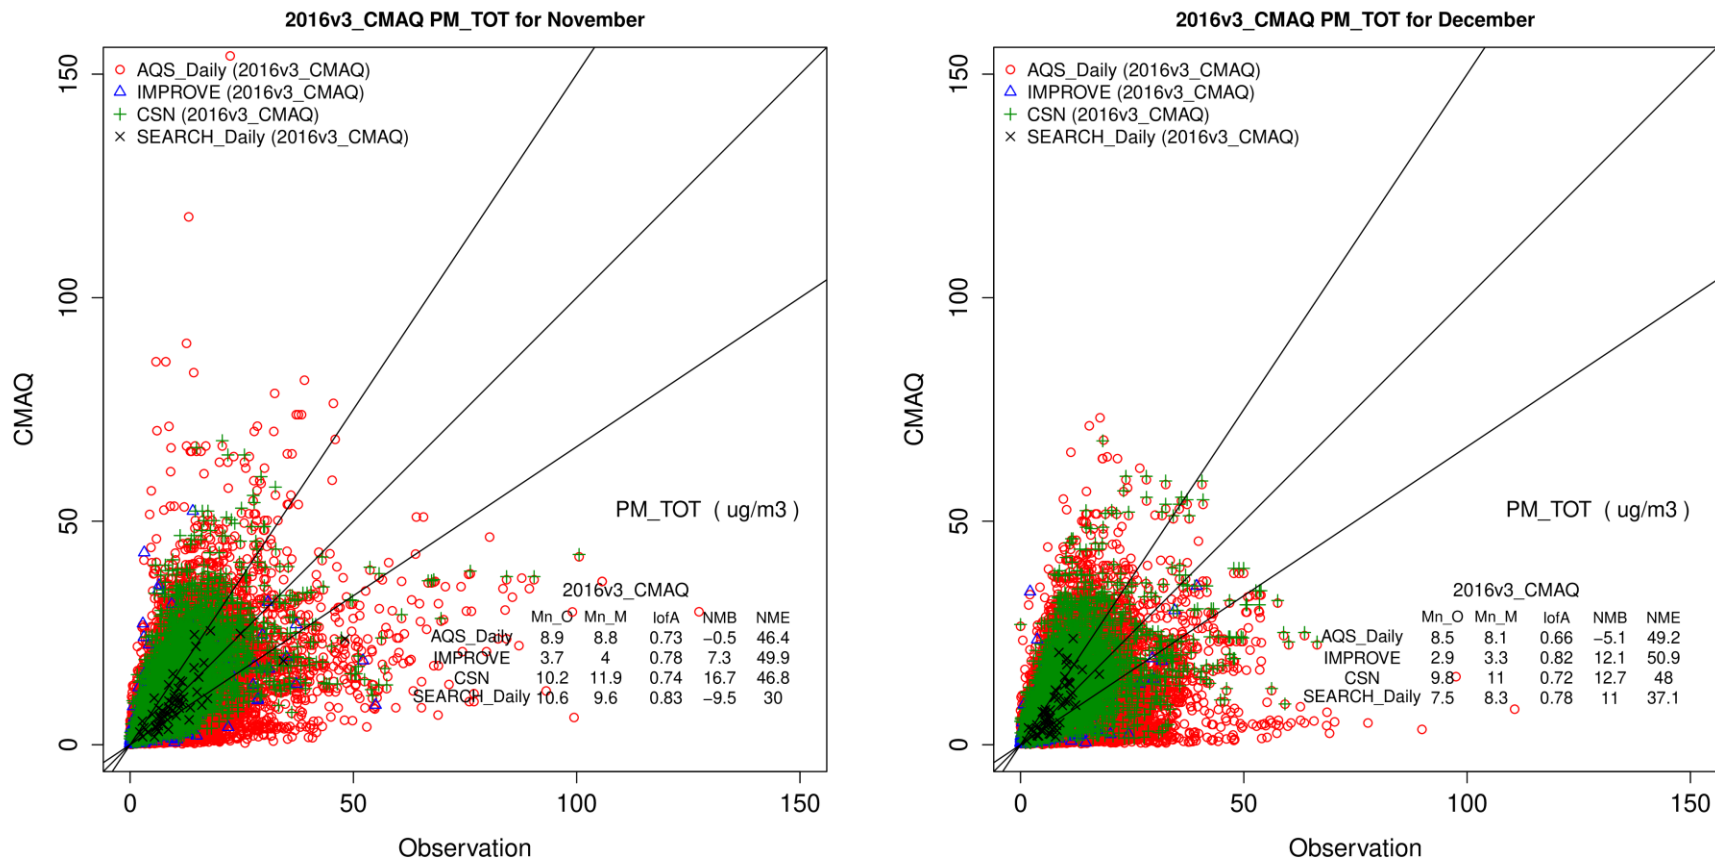 2016v3_CMAQ PM_TOT for November
150
100
50
0
CMAQ
AQS_Daily (2016v3_CMAQ)
IMPROVE (2016v3_CMAQ)
CSN (2016v3_CMAQ)
SEARCH_Daily (2016v3_CMAQ)
PM_TOT ( ug/m3 )
2016v3_CMAQ
Mn_O Mn_M IofA NMB NME
AQS_Daily 8.9 8.8 0.73 −0.5 46.4
IMPROVE 3.7 4 0.78 7.3 49.9
CSN 10.2 11.9 0.74 16.7 46.8
SEARCH_Daily 10.6 9.6 0.83 −9.5 30
0 50 100 150
Observation
2016v3_CMAQ PM_TOT for December
150
100
50
0
CMAQ
AQS_Daily (2016v3_CMAQ)
IMPROVE (2016v3_CMAQ)
CSN (2016v3_CMAQ)
SEARCH_Daily (2016v3_CMAQ)
PM_TOT ( ug/m3 )
2016v3_CMAQ
Mn_O Mn_M IofA NMB NME
AQS_Daily 8.5 8.1 0.66 −5.1 49.2
IMPROVE 2.9 3.3 0.82 12.1 50.9
CSN 9.8 11 0.72 12.7 48
SEARCH_Daily 7.5 8.3 0.78 11 37.1
0 50 100 150
Observation